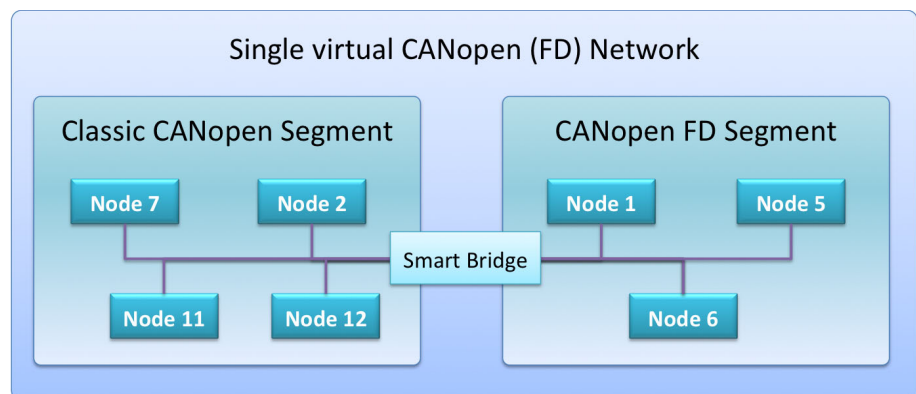 Single virtual CANopen (FD) Network
Classic CANopen Segment
Node 7
Node 2
Node 11
Node 12
Smart Bridge
CANopen FD Segment
Node 1
Node 5
Node 6